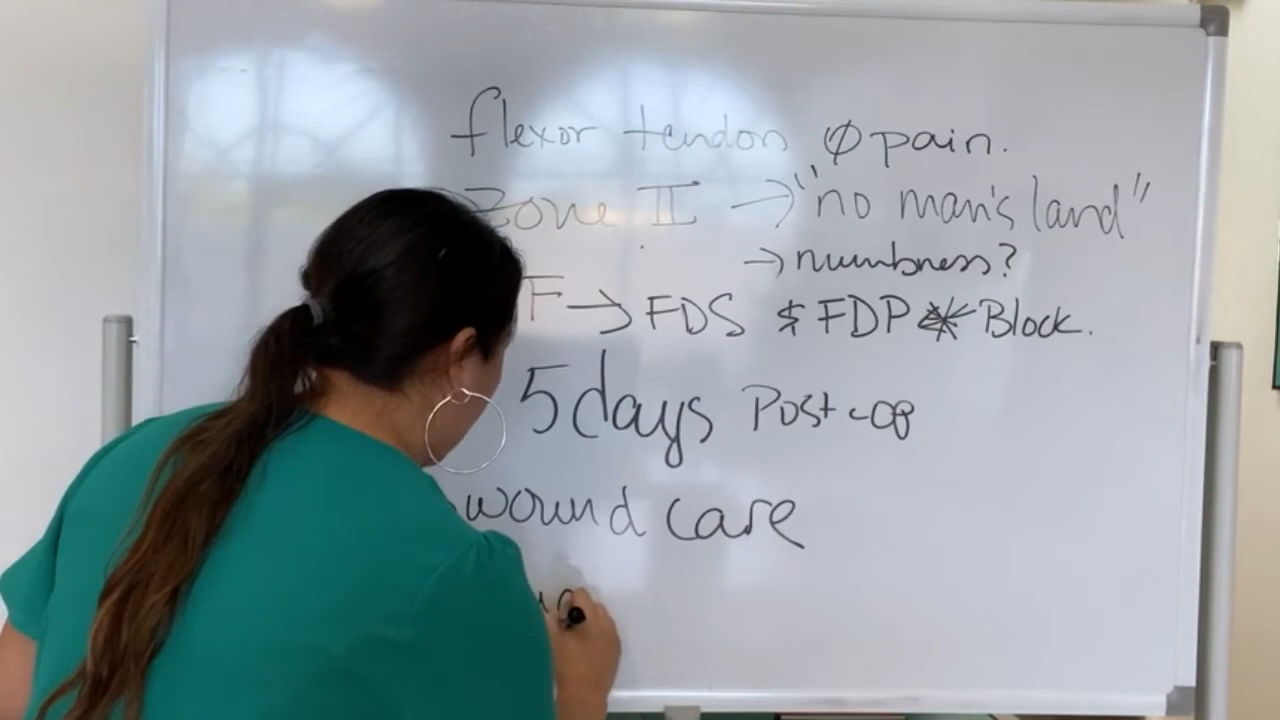 flexor tendon Ø pain.
Zone II → "no man's land"
→ numbness?
F → FDS & FDP * Block.
5 days Post-op
wound care